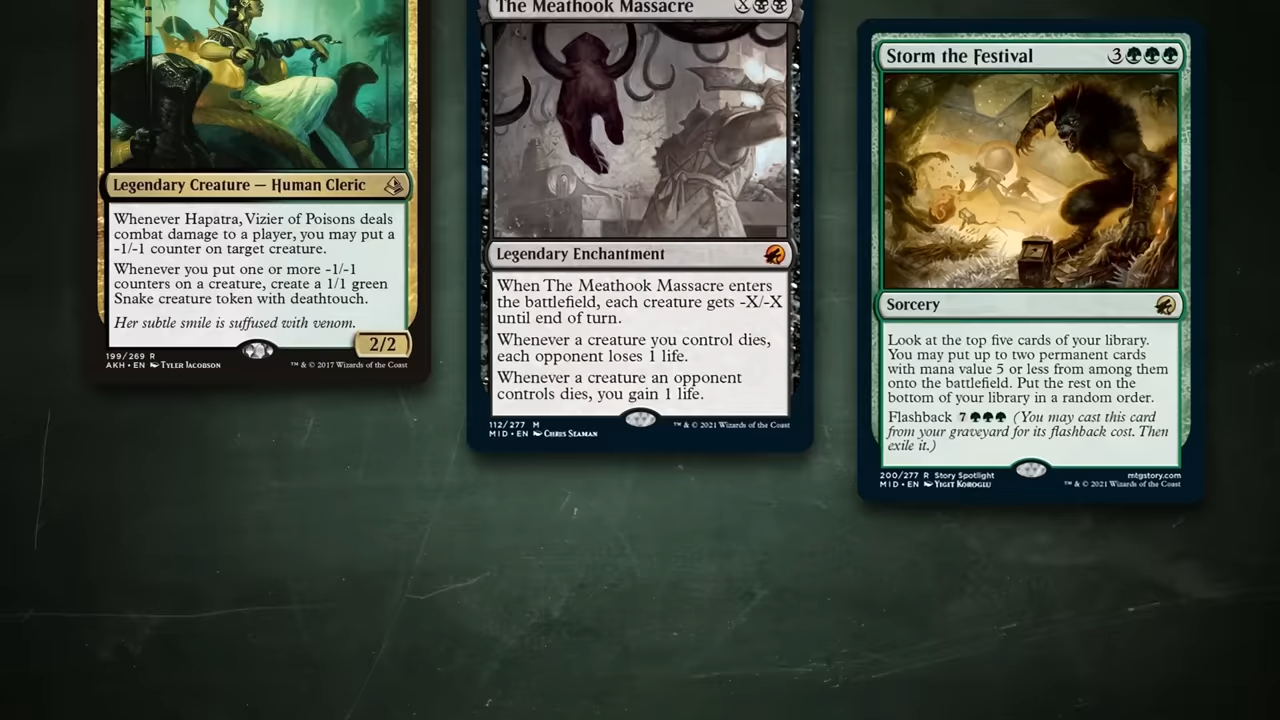 Legendary Creature — Human Cleric
Whenever Hapatra, Vizier of Poisons deals
combat damage to a player, you may put a
-1/-1 counter on target creature.
Whenever you put one or more -1/-1
counters on a creature, create a 1/1 green
Snake creature token with deathtouch.
Her subtle smile is suffused with venom.
2/2
199/269 R
AKH • EN Tyler Jacobson
™ & © 2017 Wizards of the Coast
The Meathook Massacre X
Legendary Enchantment
When The Meathook Massacre enters
the battlefield, each creature gets -X/-X
until end of turn.
Whenever a creature you control dies,
each opponent loses 1 life.
Whenever a creature an opponent
controls dies, you gain 1 life.
112/277 M
MID • EN Chris Seaman
™ & © 2021 Wizards of the Coast
Storm the Festival 3
Sorcery
Look at the top five cards of your library.
You may put up to two permanent cards
with mana value 5 or less from among them
onto the battlefield. Put the rest on the
bottom of your library in a random order.
Flashback 7 (You may cast this card
from your graveyard for its flashback cost. Then
exile it.)
200/277 R Story Spotlight
MID • EN Yigit Koroglu
mtgstory.com
™ & © 2021 Wizards of the Coast